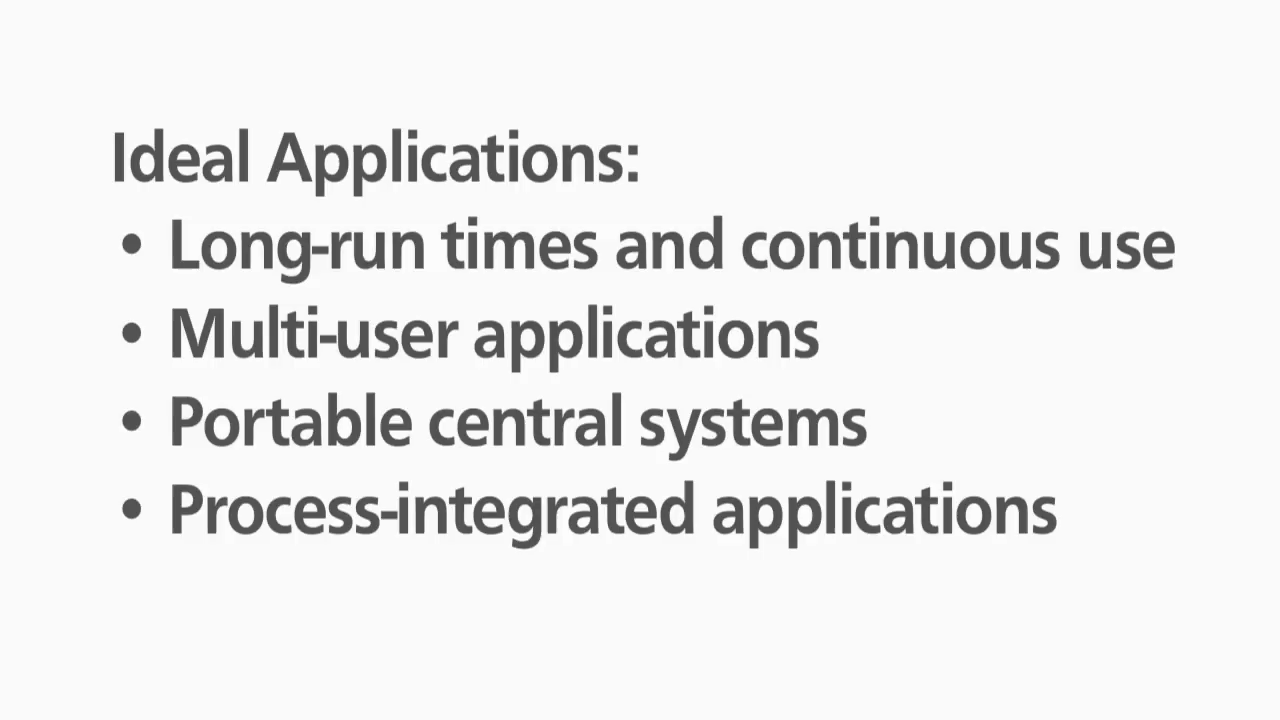 Ideal Applications:
• Long-run times and continuous use
• Multi-user applications
• Portable central systems
• Process-integrated applications